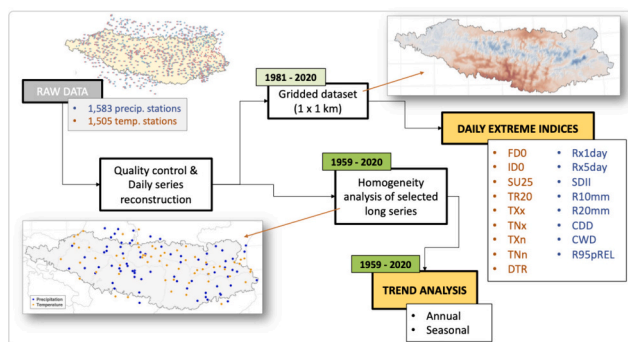 RAW DATA
1,583 precip. stations
1,505 temp. stations
Quality control &
Daily series
reconstruction
1981 - 2020
Gridded dataset
(1 x 1 km)
1959 - 2020
Homogeneity
analysis of selected
long series
DAILY EXTREME INDICES
• FD0
• ID0
• SU25
• TR20
• TXx
• TNx
• TXn
• TNn
• DTR
• Rx1day
• Rx5day
• SDII
• R10mm
• R20mm
• CDD
• CWD
• R95pREL
1959 - 2020
TREND ANALYSIS
• Annual
• Seasonal
Precipitation
Temperature